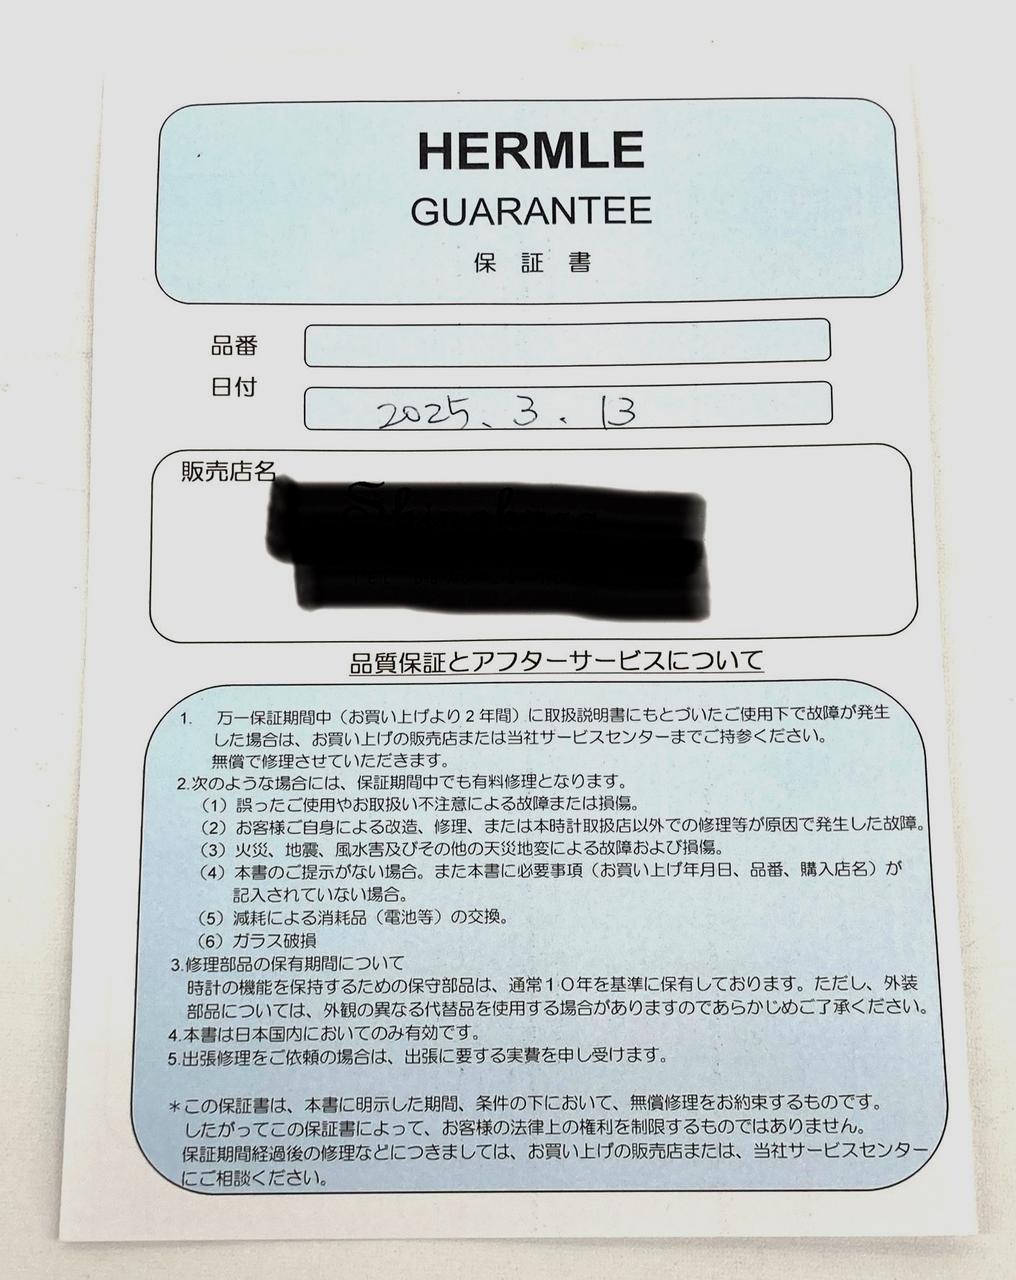 HERMLE
GUARANTEE
保証書
品番
日付
2025.3.13
販売店名
品質保証とアフターサービスについて
1. 万一保証期間中（お買い上げより2年間）に取扱説明書にもとづいたご使用下で故障が発生
した場合は、お買い上げの販売店または当社サービスセンターまでご持参ください。
無償で修理させていただきます。
2.次のような場合には、保証期間中でも有料修理となります。
（1）誤ったご使用やお取扱い不注意による故障または損傷。
（2）お客様ご自身による改造、修理、または本時計取扱店以外での修理等が原因で発生した故障。
（3）火災、地震、風水害及びその他の天災地変による故障および損傷。
（4）本書のご提示がない場合。また本書に必要事項（お買い上げ年月日、品番、購入店名）が
記入されていない場合。
（5）減耗による消耗品（電池等）の交換。
（6）ガラス破損
3.修理部品の保有期間について
時計の機能を保持するための保守部品は、通常１０年を基準に保有しております。ただし、外装
部品については、外観の異なる代替品を使用する場合がありますのであらかじめご了承ください。
4.本書は日本国内においてのみ有効です。
5.出張修理をご依頼の場合は、出張に要する実費を申し受けます。
＊この保証書は、本書に明示した期間、条件の下において、無償修理をお約束するものです。
したがってこの保証書によって、お客様の法律上の権利を制限するものではありません。
保証期間経過後の修理などにつきましては、お買い上げの販売店または、当社サービスセンター
にご相談ください。